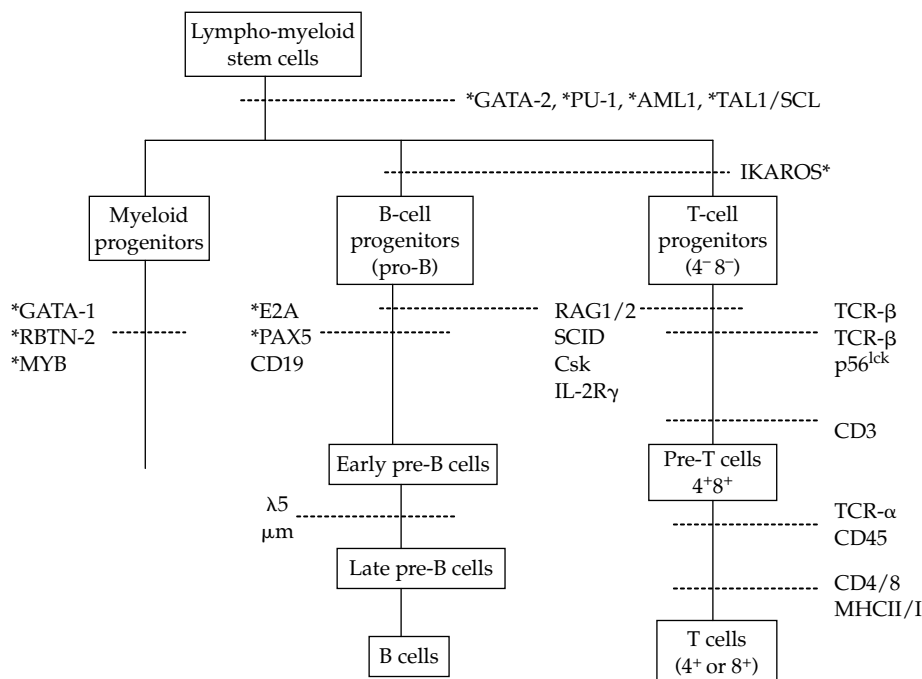 Lympho-myeloid
stem cells
*GATA-2, *PU-1, *AML1, *TAL1/SCL
IKAROS*
Myeloid
progenitors
B-cell
progenitors
(pro-B)
T-cell
progenitors
(4⁻ 8⁻)
*GATA-1
*RBTN-2
*MYB
*E2A
*PAX5
CD19
RAG1/2
SCID
Csk
IL-2Rγ
TCR-β
TCR-β
p56ˡᶜᵏ
CD3
Early pre-B cells
Pre-T cells
4⁺8⁺
λ5
μm
TCR-α
CD45
Late pre-B cells
CD4/8
MHCII/I
B cells
T cells
(4⁺ or 8⁺)